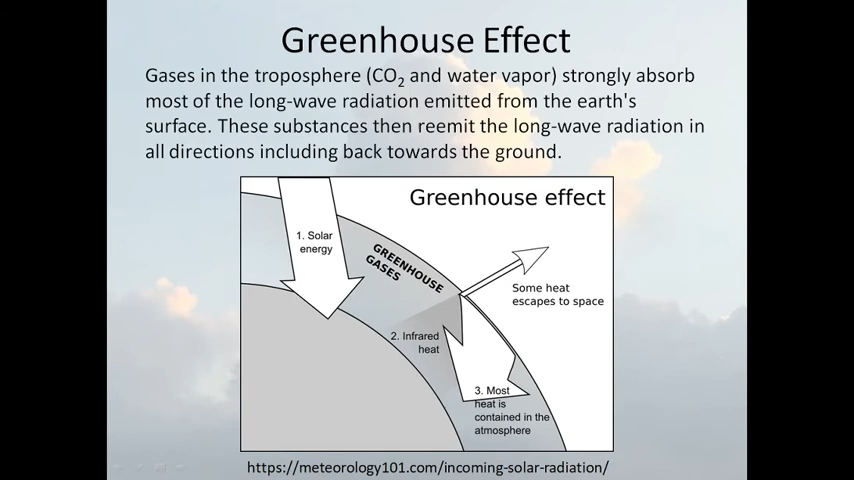 Greenhouse Effect
Gases in the troposphere (CO₂ and water vapor) strongly absorb
most of the long-wave radiation emitted from the earth's
surface. These substances then reemit the long-wave radiation in
all directions including back towards the ground.
Greenhouse effect
1. Solar
energy
GREENHOUSE
GASES
Some heat
escapes to space
2. Infrared
heat
3. Most
heat is
contained in the
atmosphere
https://meteorology101.com/incoming-solar-radiation/